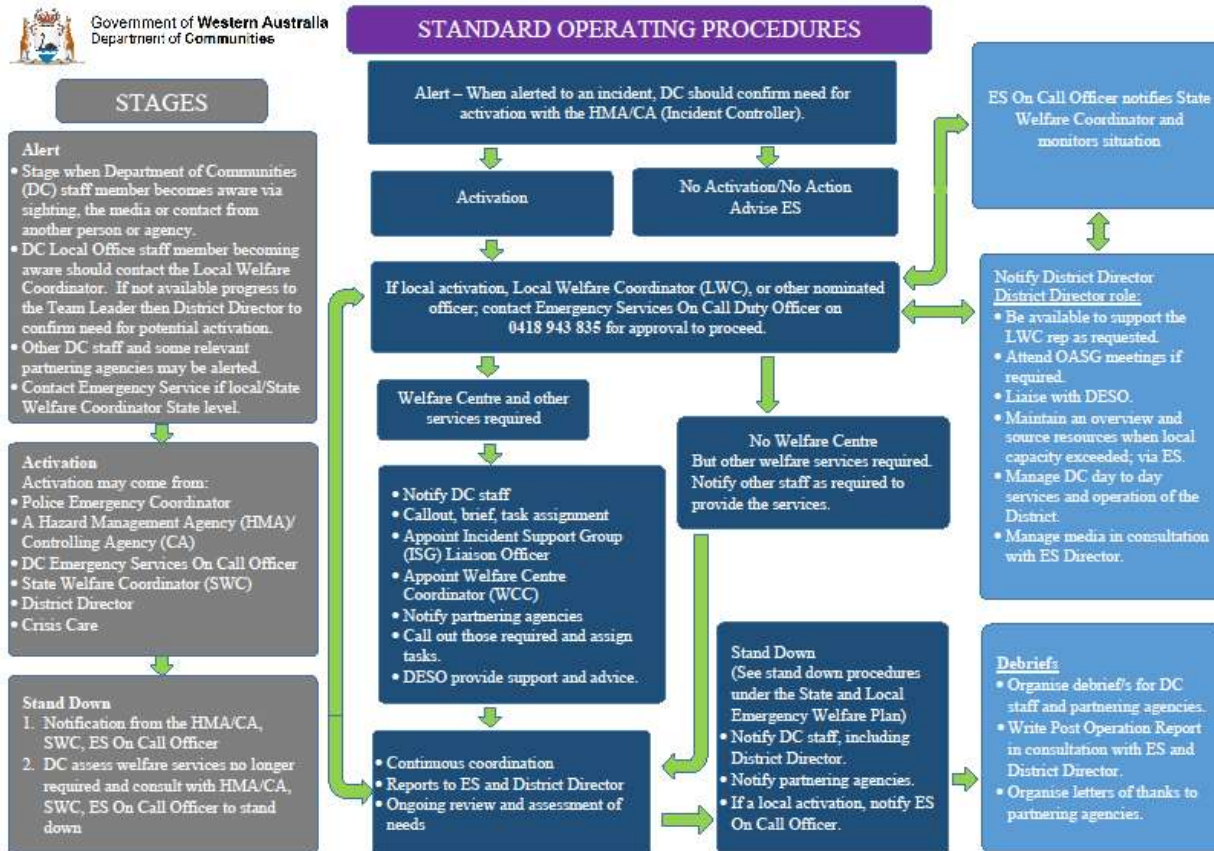 Government of Western Australia
Department of Communities
STANDARD OPERATING PROCEDURES
STAGES
Alert
• Stage when Department of Communities
(DC) staff member becomes aware via
sighting, the media or contact from
another person or agency.
• DC Local Office staff member becoming
aware should contact the Local Welfare
Coordinator. If not available progress to
the Team Leader then District Director to
confirm need for potential activation.
• Other DC staff and some relevant
partnering agencies may be alerted.
• Contact Emergency Service if local/State
Welfare Coordinator State level.
Activation
Activation may come from:
• Police Emergency Coordinator
• A Hazard Management Agency (HMA)/
Controlling Agency (CA)
• DC Emergency Services On Call Officer
• State Welfare Coordinator (SWC)
• District Director
• Crisis Care
Stand Down
1. Notification from the HMA/CA,
SWC, ES On Call Officer
2. DC assess welfare services no longer
required and consult with HMA/CA,
SWC, ES On Call Officer to stand
down
Alert – When alerted to an incident, DC should confirm need for
activation with the HMA/CA (Incident Controller).
Activation
No Activation/No Action
Advise ES
If local activation, Local Welfare Coordinator (LWC), or other nominated
officer; contact Emergency Services On Call Duty Officer on
0418 943 835 for approval to proceed.
Welfare Centre and other
services required
No Welfare Centre
But other welfare services required.
Notify other staff as required to
provide the services.
• Notify DC staff
• Callout, brief, task assignment
• Appoint Incident Support Group
(ISG) Liaison Officer
• Appoint Welfare Centre
Coordinator (WCC)
• Notify partnering agencies
• Call out those required and assign
tasks.
• DESO provide support and advice.
• Continuous coordination
• Reports to ES and District Director
• Ongoing review and assessment of
needs
Stand Down
(See stand down procedures
under the State and Local
Emergency Welfare Plan)
• Notify DC staff, including
District Director.
• Notify partnering agencies.
• If a local activation, notify ES
On Call Officer.
ES On Call Officer notifies State
Welfare Coordinator and
monitors situation
Notify District Director
District Director role:
• Be available to support the
LWC rep as requested.
• Attend OASG meetings if
required.
• Liaise with DESO.
• Maintain an overview and
source resources when local
capacity exceeded; via ES.
• Manage DC day to day
services and operation of the
District.
• Manage media in consultation
with ES Director.
Debriefs
• Organise debrief/s for DC
staff and partnering agencies.
• Write Post Operation Report
in consultation with ES and
District Director.
• Organise letters of thanks to
partnering agencies.